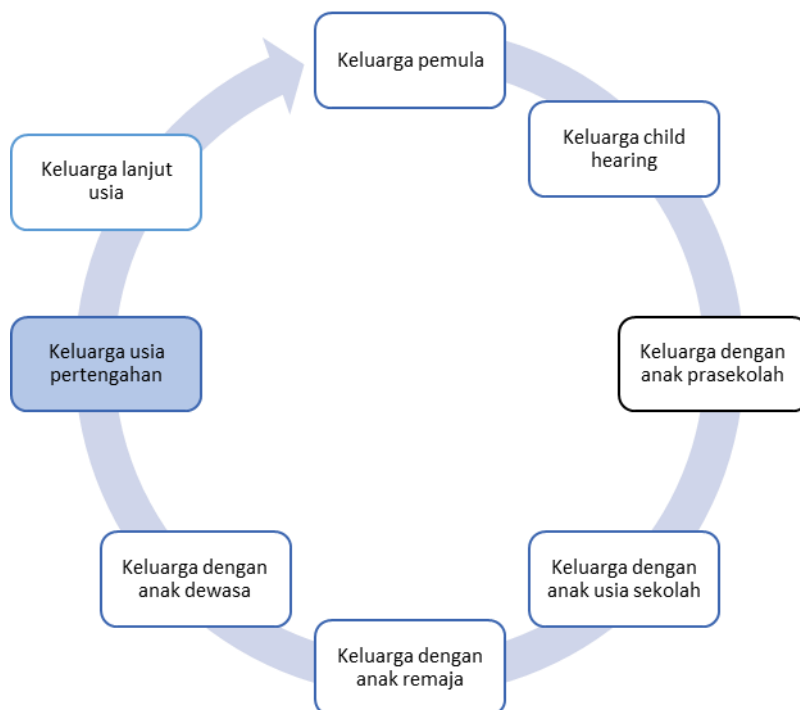 Keluarga pemula
Keluarga child
hearing
Keluarga dengan
anak prasekolah
Keluarga dengan
anak usia sekolah
Keluarga dengan
anak remaja
Keluarga dengan
anak dewasa
Keluarga usia
pertengahan
Keluarga lanjut
usia